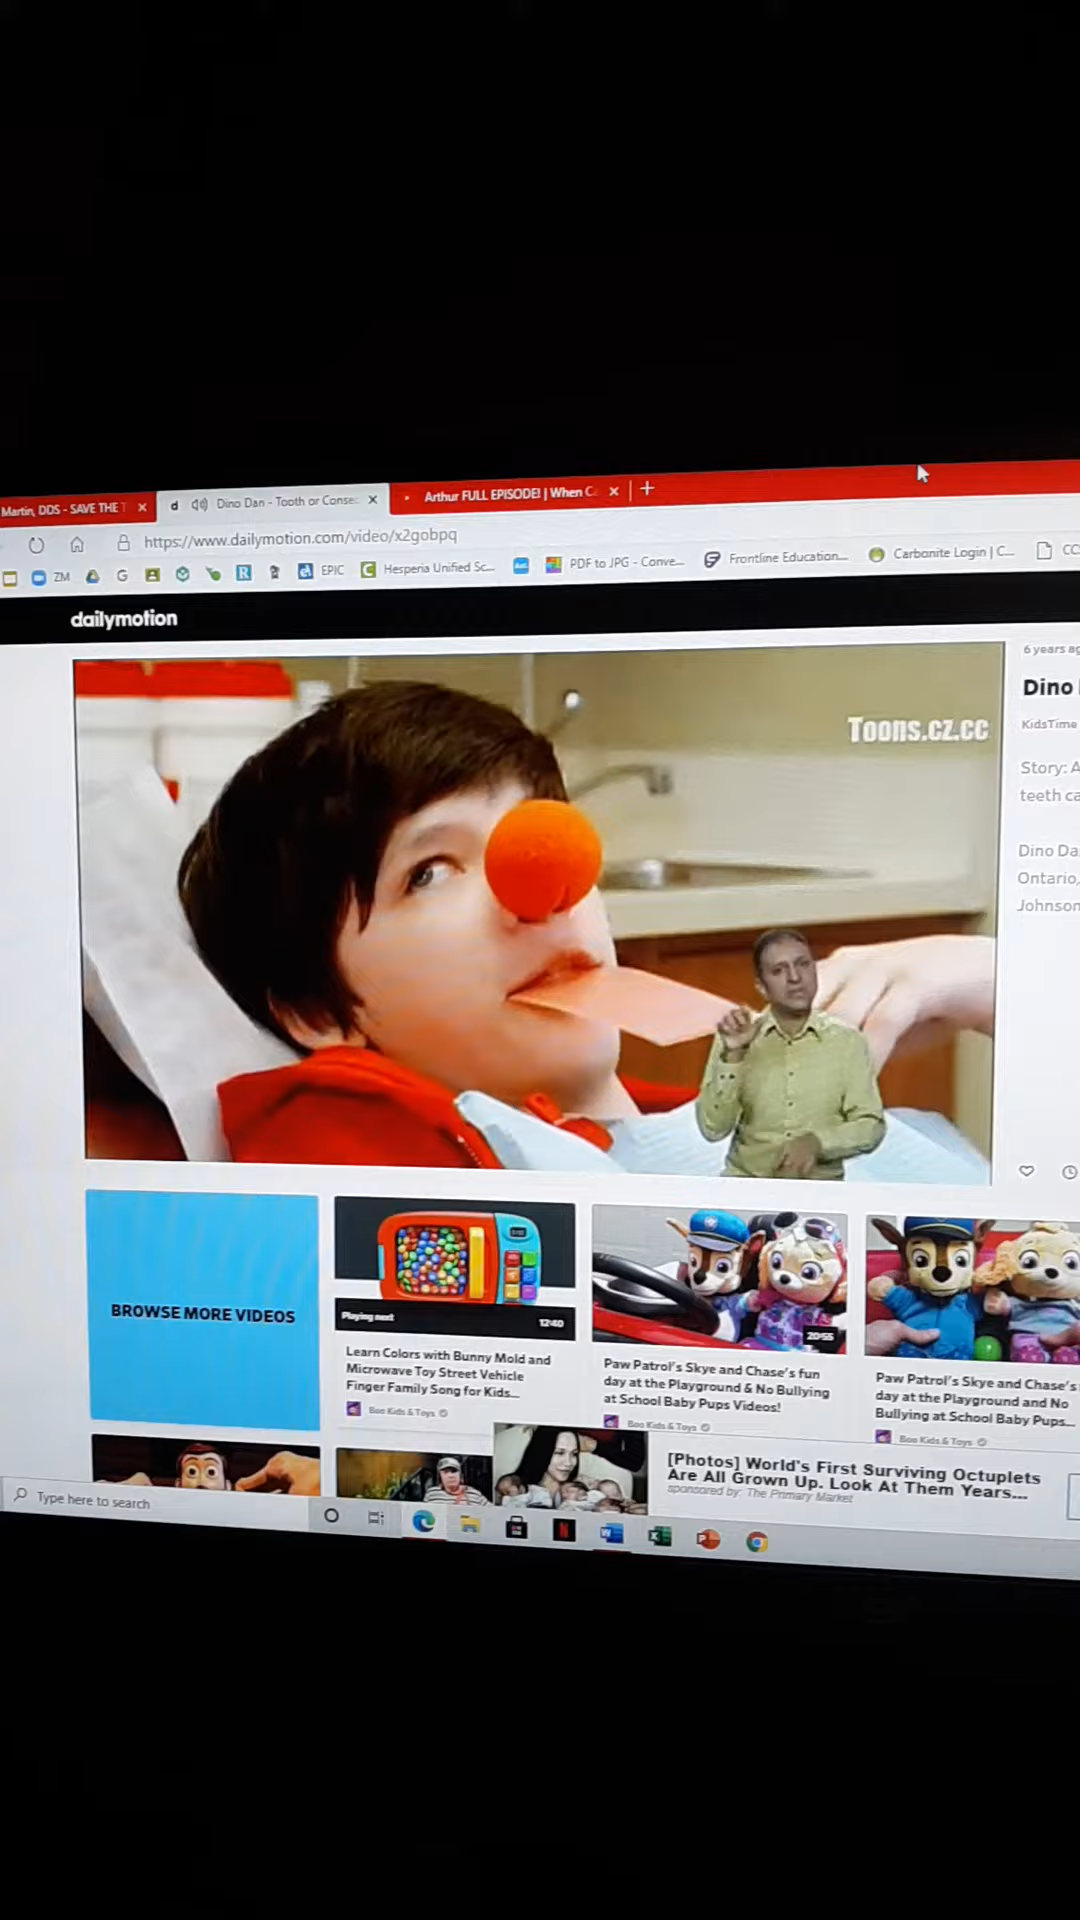 Martin, DDS - SAVE THE T
d Dino Dan - Tooth or Conse
Arthur FULL EPISODE! | When C
https://www.dailymotion.com/video/x2gobpq
ZM
G
R
EPIC
Hesperia Unified Sc...
PDF to JPG - Conve...
Frontline Education...
Carbonite Login | C...
CC
dailymotion
6 years ag
Toons.cz.cc
Dino
KidsTime
Story: A
teeth ca
Dino Da
Ontario,
Johnson
BROWSE MORE VIDEOS
Playing next
12:40
Learn Colors with Bunny Mold and
Microwave Toy Street Vehicle
Finger Family Song for Kids...
Boo Kids & Toys
20:55
Paw Patrol's Skye and Chase's fun
day at the Playground & No Bullying
at School Baby Pups Videos!
Boo Kids & Toys
Paw Patrol's Skye and Chase's
day at the Playground and No
Bullying at School Baby Pups...
Boo Kids & Toys
[Photos] World's First Surviving Octuplets
Are All Grown Up. Look At Them Years...
sponsored by: The Primary Market
Type here to search